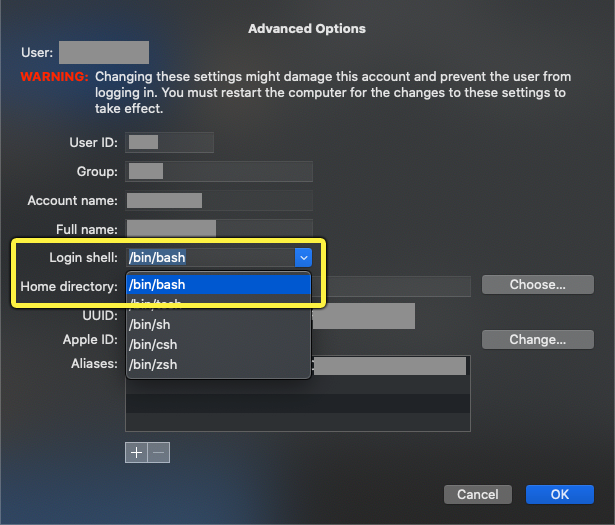 Advanced Options
User:
WARNING: Changing these settings might damage this account and prevent the user from
logging in. You must restart the computer for the changes to these settings to
take effect.
User ID:
Group:
Account name:
Full name:
Login shell: /bin/bash
Home directory: /bin/bash Choose...
UUID: /bin/sh
Apple ID: /bin/csh Change...
Aliases: /bin/zsh
+ −
Cancel OK